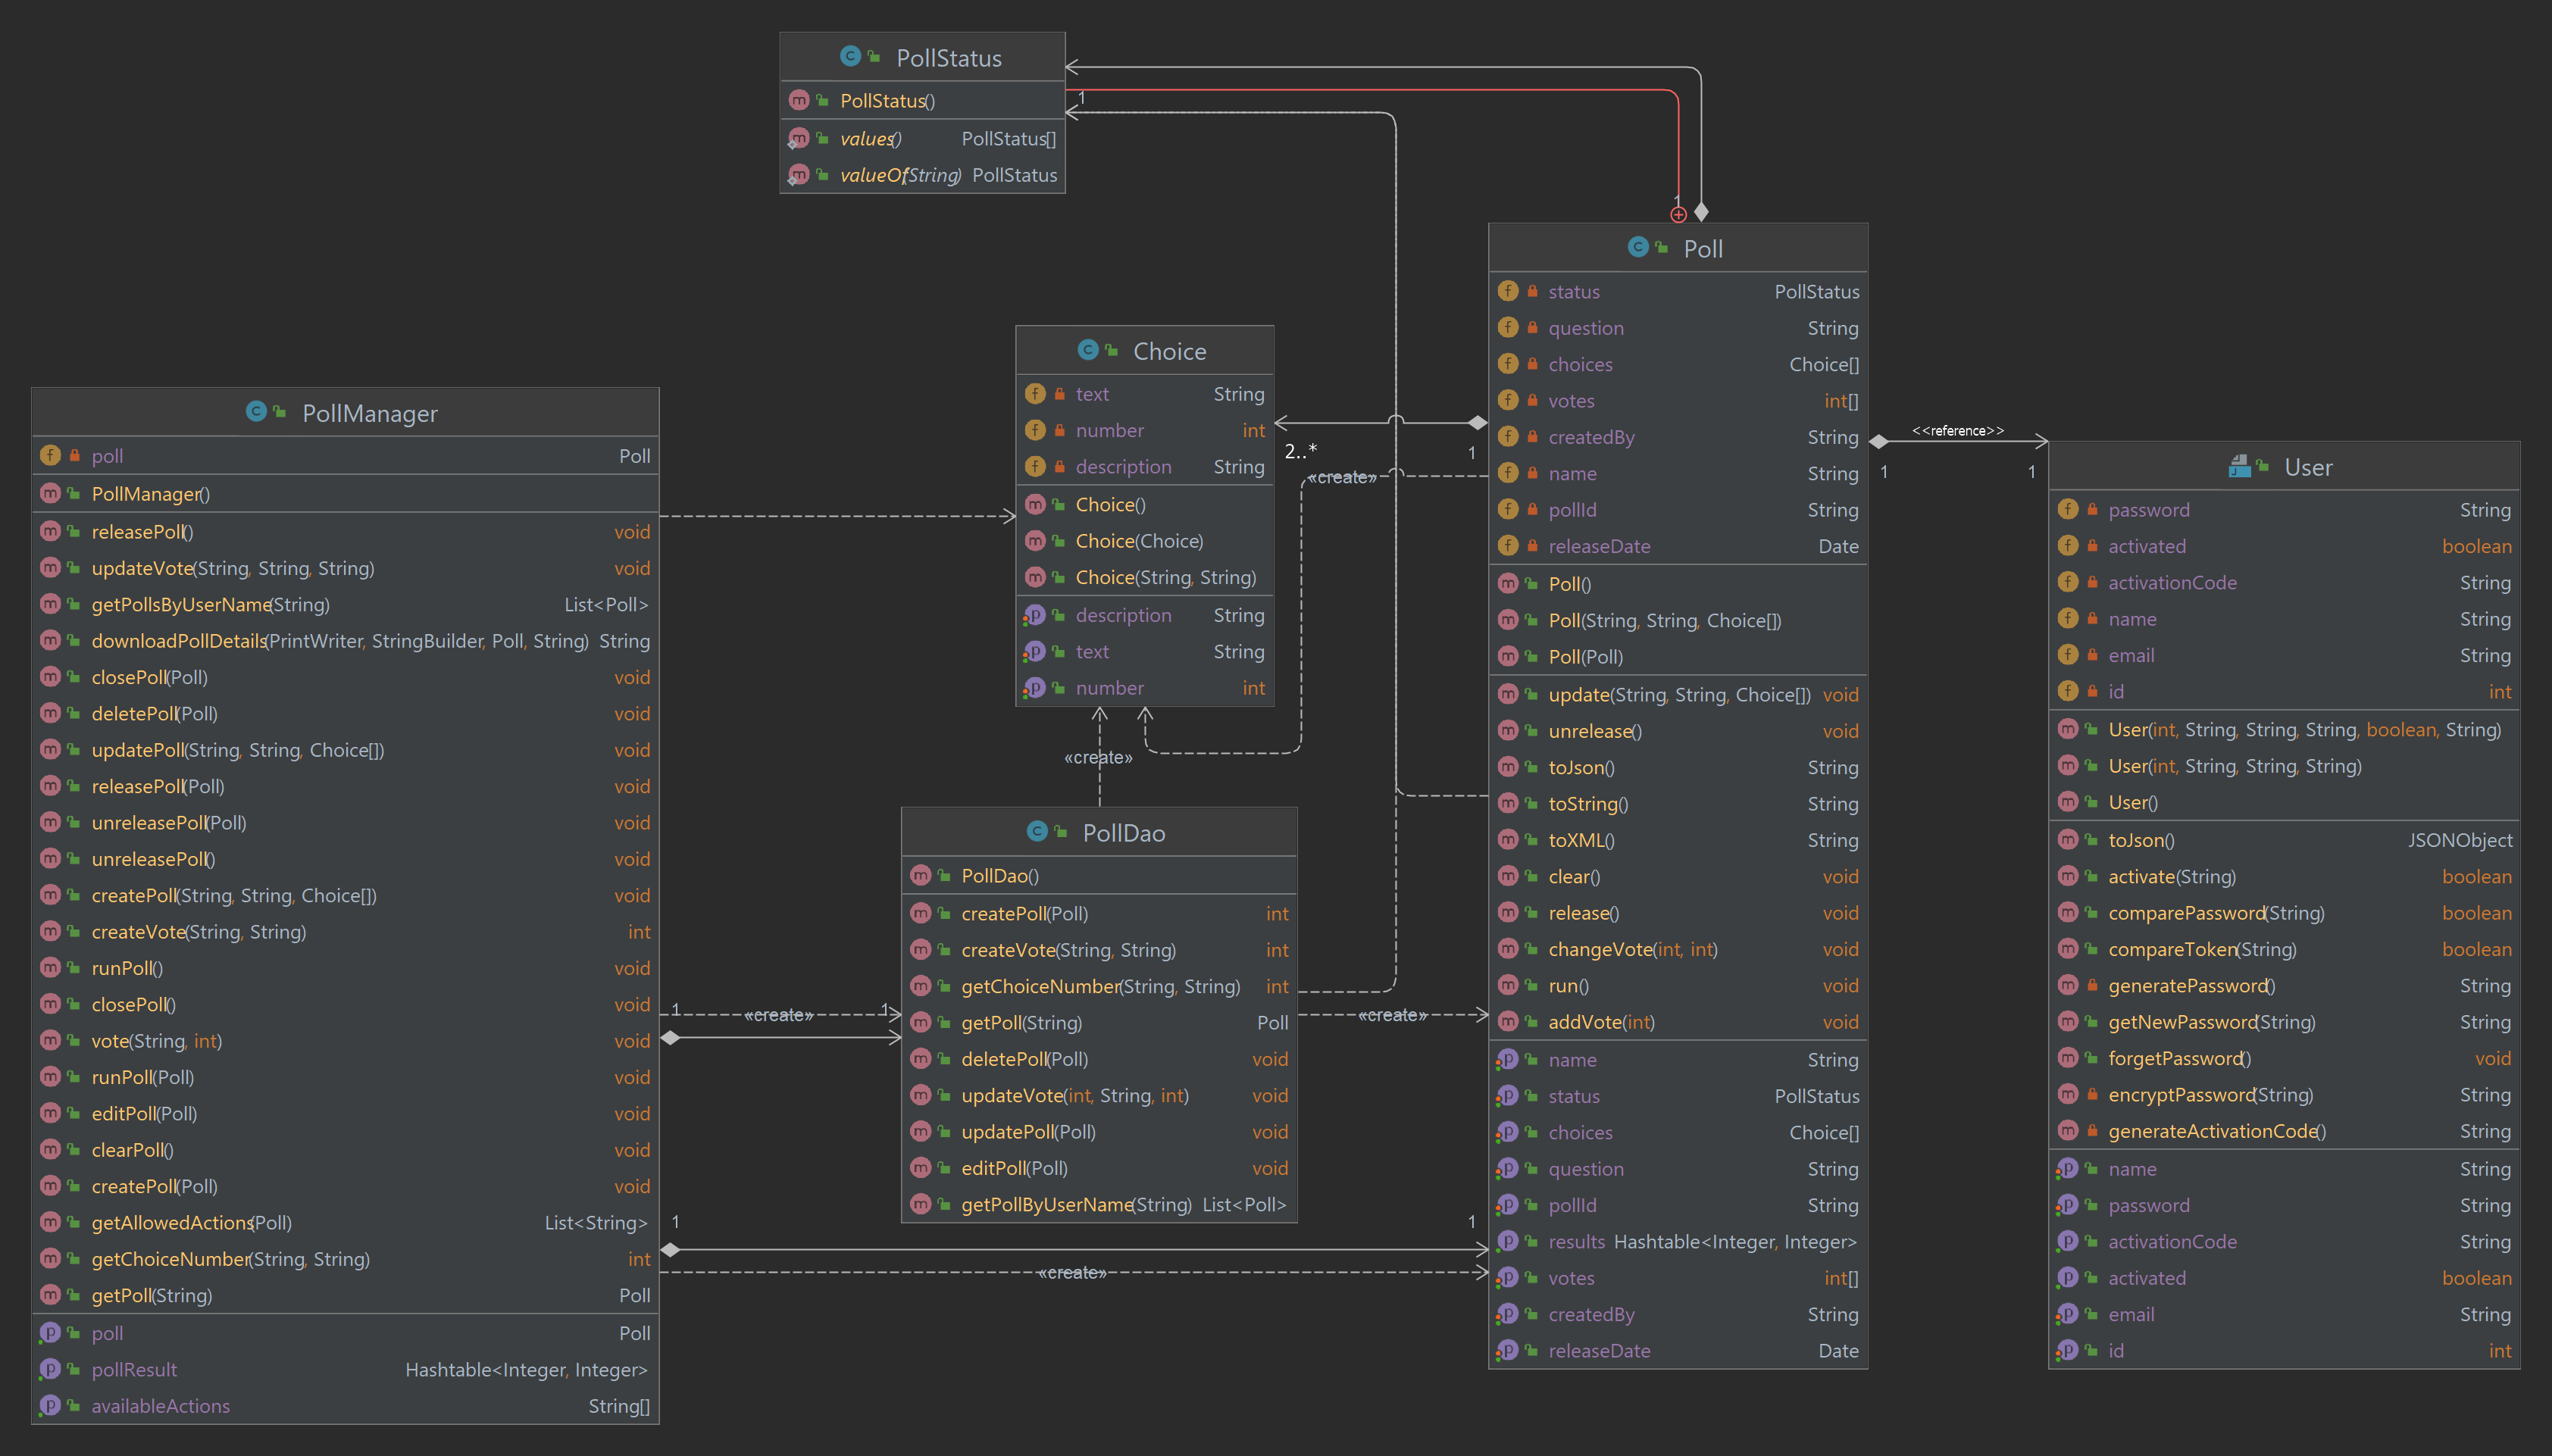 PollStatus
PollStatus()
values() PollStatus[]
valueOf(String) PollStatus
1
1
Poll
status PollStatus
question String
choices Choice[]
votes int[]
createdBy String
name String
pollId String
releaseDate Date
Poll()
Poll(String, String, Choice[])
Poll(Poll)
update(String, String, Choice[]) void
unrelease() void
toJson() String
toString() String
toXML() String
clear() void
release() void
changeVote(int, int) void
run() void
addVote(int) void
name String
status PollStatus
choices Choice[]
question String
pollId String
results Hashtable<Integer, Integer>
votes int[]
createdBy String
releaseDate Date
Choice
text String
number int
description String
Choice()
Choice(Choice)
Choice(String, String)
description String
text String
number int
2..*
1
«create»
<<reference>>
1
1
User
password String
activated boolean
activationCode String
name String
email String
id int
User(int, String, String, String, boolean, String)
User(int, String, String, String)
User()
toJson() JSONObject
activate(String) boolean
comparePassword(String) boolean
compareToken(String) boolean
generatePassword() String
getNewPassword(String) String
forgetPassword() void
encryptPassword(String) String
generateActivationCode() String
name String
password String
activationCode String
activated boolean
email String
id int
PollManager
poll Poll
PollManager()
releasePoll() void
updateVote(String, String, String) void
getPollsByUserName(String) List<Poll>
downloadPollDetails(PrintWriter, StringBuilder, Poll, String) String
closePoll(Poll) void
deletePoll(Poll) void
updatePoll(String, String, Choice[]) void
releasePoll(Poll) void
unreleasePoll(Poll) void
unreleasePoll() void
createPoll(String, String, Choice[]) void
createVote(String, String) int
runPoll() void
closePoll() void
vote(String, int) void
runPoll(Poll) void
editPoll(Poll) void
clearPoll() void
createPoll(Poll) void
getAllowedActions(Poll) List<String>
getChoiceNumber(String, String) int
getPoll(String) Poll
poll Poll
pollResult Hashtable<Integer, Integer>
availableActions String[]
«create»
PollDao
PollDao()
createPoll(Poll) int
createVote(String, String) int
getChoiceNumber(String, String) int
getPoll(String) Poll
deletePoll(Poll) void
updateVote(int, String, int) void
updatePoll(Poll) void
editPoll(Poll) void
getPollByUserName(String) List<Poll>
1
«create»
1
«create»
1
1
«create»